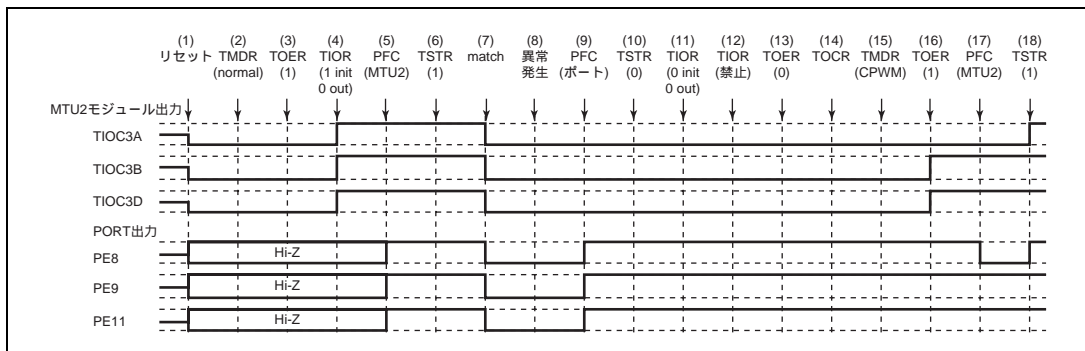 (1) (2) (3) (4) (5) (6) (7) (8) (9) (10) (11) (12) (13) (14) (15) (16) (17) (18)
リセット TMDR TOER TIOR PFC TSTR match 異常 PFC TSTR TIOR TIOR TOER TOCR TMDR TOER PFC TSTR
(normal) (1) (1 init (MTU2) (1) 発生 (ポート) (0) (0 init (禁止) (0) (CPWM) (1) (MTU2) (1)
0 out) 0 out)
MTU2モジュール出力
TIOC3A
TIOC3B
TIOC3D
PORT出力
PE8 Hi-Z
PE9 Hi-Z
PE11 Hi-Z